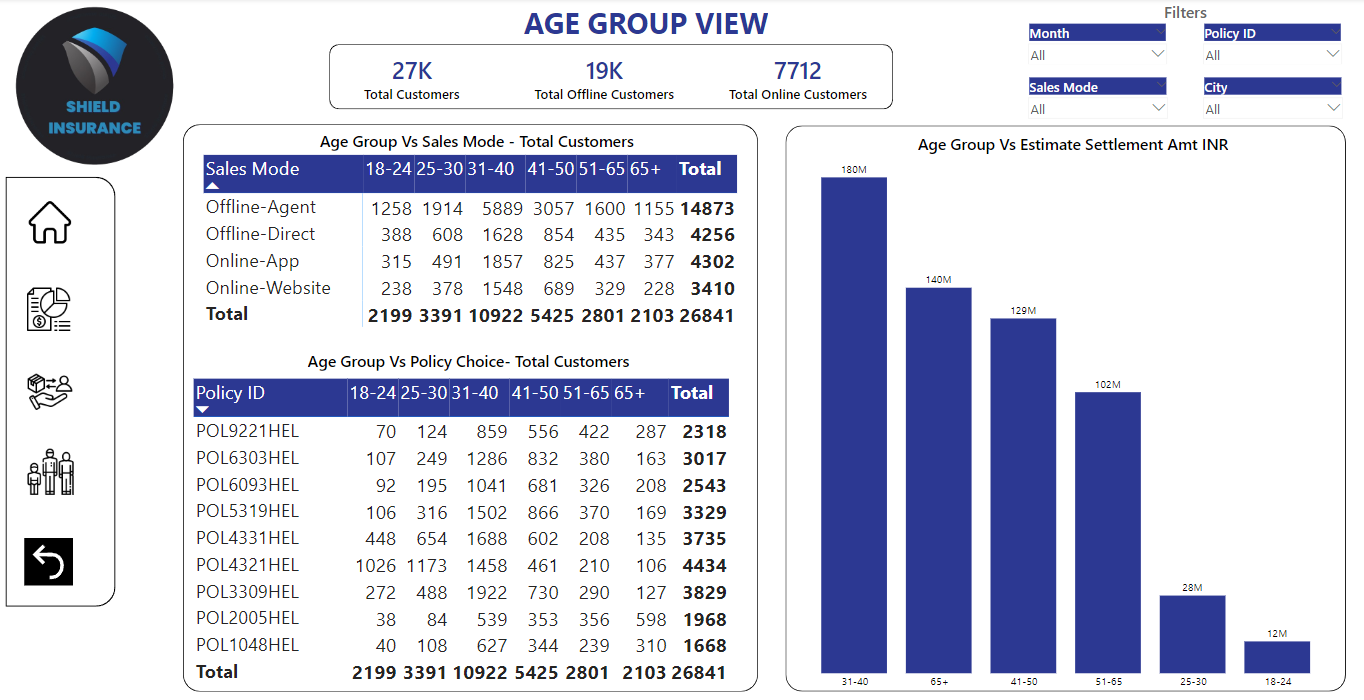 SHIELD
INSURANCE
AGE GROUP VIEW
27K
Total Customers
19K
Total Offline Customers
7712
Total Online Customers
Filters
Month
All
Policy ID
All
Sales Mode
All
City
All
Age Group Vs Sales Mode - Total Customers
Sales Mode 18-24 25-30 31-40 41-50 51-65 65+ Total
Offline-Agent 1258 1914 5889 3057 1600 1155 14873
Offline-Direct 388 608 1628 854 435 343 4256
Online-App 315 491 1857 825 437 377 4302
Online-Website 238 378 1548 689 329 228 3410
Total 2199 3391 10922 5425 2801 2103 26841
Age Group Vs Policy Choice- Total Customers
Policy ID 18-24 25-30 31-40 41-50 51-65 65+ Total
POL9221HEL 70 124 859 556 422 287 2318
POL6303HEL 107 249 1286 832 380 163 3017
POL6093HEL 92 195 1041 681 326 208 2543
POL5319HEL 106 316 1502 866 370 169 3329
POL4331HEL 448 654 1688 602 208 135 3735
POL4321HEL 1026 1173 1458 461 210 106 4434
POL3309HEL 272 488 1922 730 290 127 3829
POL2005HEL 38 84 539 353 356 598 1968
POL1048HEL 40 108 627 344 239 310 1668
Total 2199 3391 10922 5425 2801 2103 26841
Age Group Vs Estimate Settlement Amt INR
180M
140M
129M
102M
28M
12M
31-40 65+ 41-50 51-65 25-30 18-24